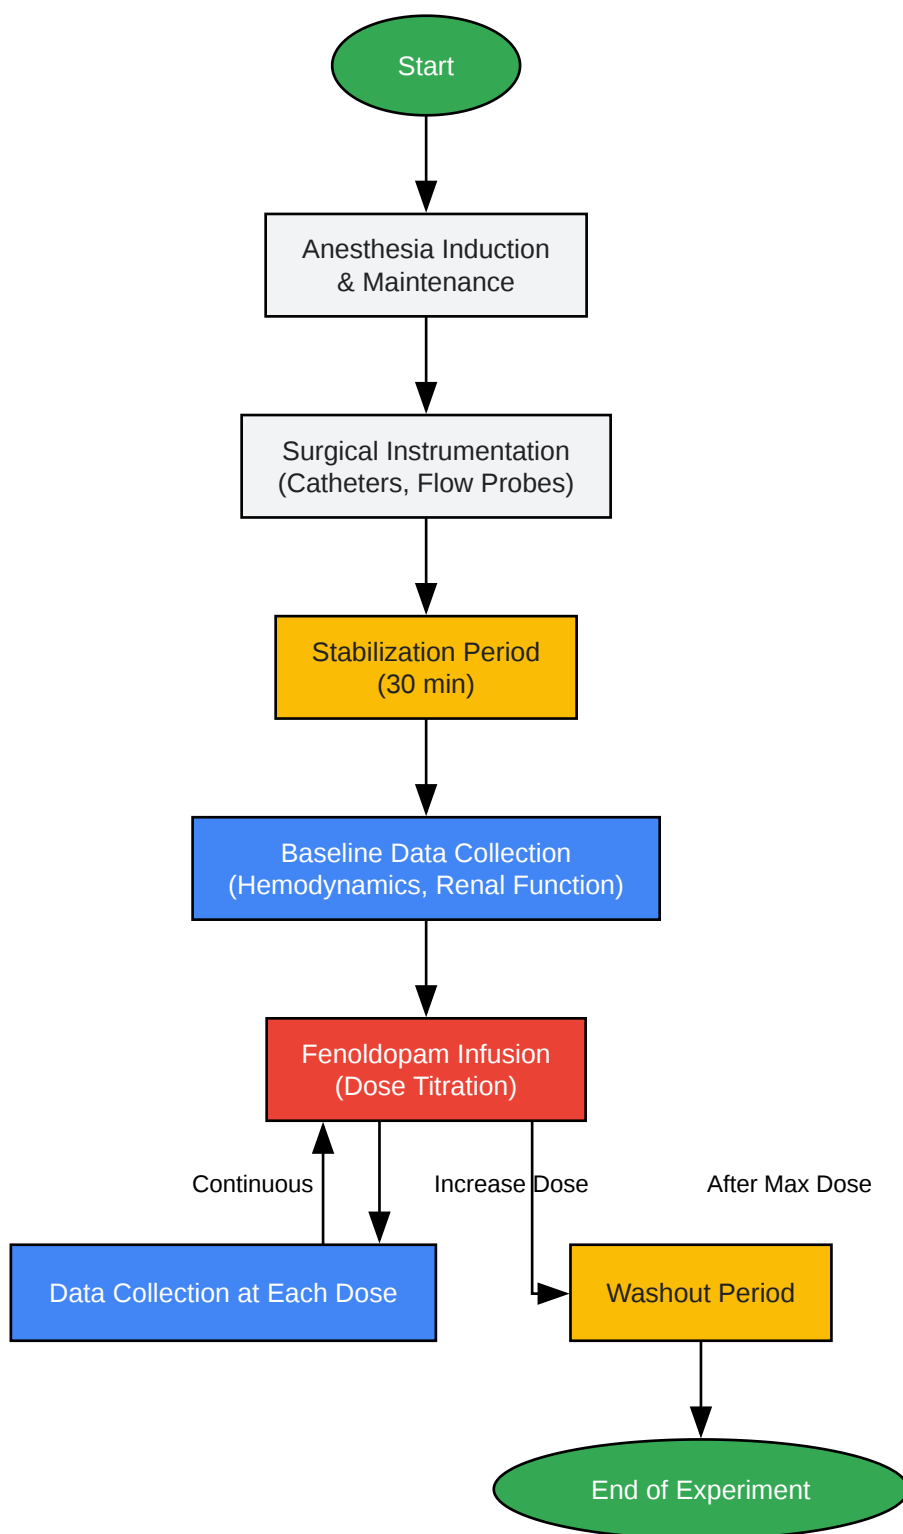 Start
Anesthesia Induction
& Maintenance
Surgical Instrumentation
(Catheters, Flow Probes)
Stabilization Period
(30 min)
Baseline Data Collection
(Hemodynamics, Renal Function)
Fenoldopam Infusion
(Dose Titration)
Continuous
Increase Dose
After Max Dose
Data Collection at Each Dose
Washout Period
End of Experiment